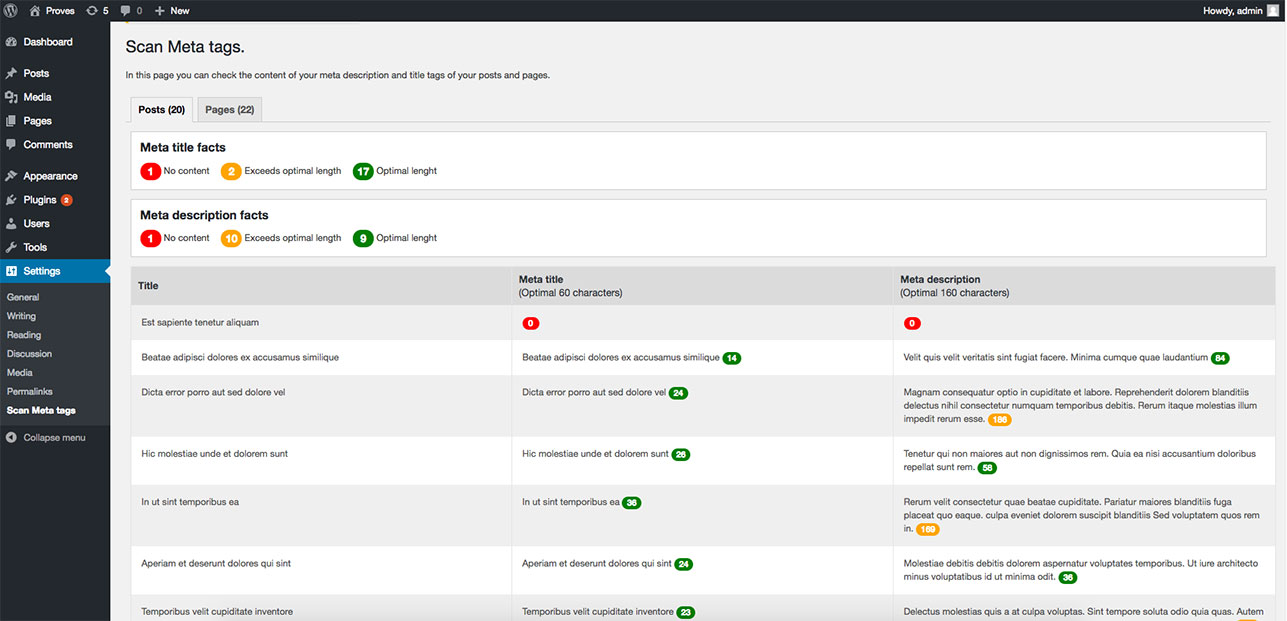 Proves 5 0 New Howdy, admin
Dashboard
Posts
Media
Pages
Comments
Appearance
Plugins 2
Users
Tools
Settings
General
Writing
Reading
Discussion
Media
Permalinks
Scan Meta tags
Collapse menu
Scan Meta tags.
In this page you can check the content of your meta description and title tags of your posts and pages.
Posts (20) Pages (22)
Meta title facts
1 No content 2 Exceeds optimal length 17 Optimal lenght
Meta description facts
1 No content 10 Exceeds optimal length 9 Optimal lenght
Title
Meta title
(Optimal 60 characters)
Meta description
(Optimal 160 characters)
Est sapiente tenetur aliquam
0
0
Beatae adipisci dolores ex accusamus similique
Beatae adipisci dolores ex accusamus similique 14
Velit quis velit veritatis sint fugiat facere. Minima cumque quae laudantium 84
Dicta error porro aut sed dolore vel
Dicta error porro aut sed dolore vel 24
Magnam consequatur optio in cupiditate et labore. Reprehenderit dolorem blanditiis
delectus nihil consectetur numquam temporibus debitis. Rerum itaque molestias illum
impedit rerum esse. 186
Hic molestiae unde et dolorem sunt
Hic molestiae unde et dolorem sunt 26
Tenetur qui non maiores aut non dignissimos rem. Quia ea nisi accusantium doloribus
repellat sunt rem. 58
In ut sint temporibus ea
In ut sint temporibus ea 36
Rerum velit consectetur quae beatae cupiditate. Pariatur maiores blanditiis fuga
placeat quo eaque. culpa eveniet dolorem suscipit blanditiis Sed voluptatem quos rem
in. 169
Aperiam et deserunt dolores qui sint
Aperiam et deserunt dolores qui sint 24
Molestiae debitis debitis dolorem aspernatur voluptates temporibus. Ut iure architecto
minus voluptatibus id ut minima odit. 36
Temporibus velit cupiditate inventore
Temporibus velit cupiditate inventore 23
Delectus molestias quis a at culpa voluptas. Sint tempore soluta odio quia quas. Autem